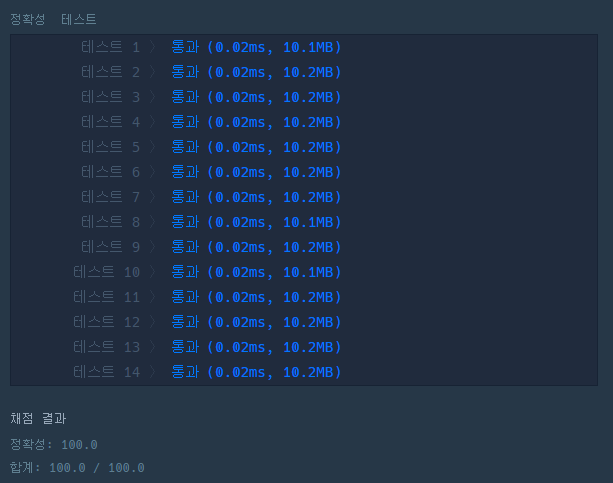 정확성 테스트
테스트 1 〉 통과 (0.02ms, 10.1MB)
테스트 2 〉 통과 (0.02ms, 10.2MB)
테스트 3 〉 통과 (0.02ms, 10.2MB)
테스트 4 〉 통과 (0.02ms, 10.2MB)
테스트 5 〉 통과 (0.02ms, 10.2MB)
테스트 6 〉 통과 (0.02ms, 10.2MB)
테스트 7 〉 통과 (0.02ms, 10.2MB)
테스트 8 〉 통과 (0.02ms, 10.1MB)
테스트 9 〉 통과 (0.02ms, 10.2MB)
테스트 10 〉 통과 (0.02ms, 10.1MB)
테스트 11 〉 통과 (0.02ms, 10.2MB)
테스트 12 〉 통과 (0.02ms, 10.2MB)
테스트 13 〉 통과 (0.02ms, 10.2MB)
테스트 14 〉 통과 (0.02ms, 10.2MB)
채점 결과
정확성: 100.0
합계: 100.0 / 100.0